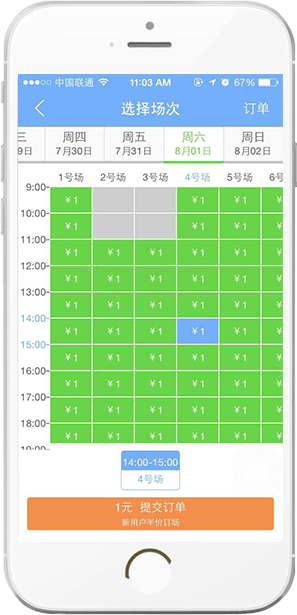 中国联通 11:03 AM 67%
选择场次 订单
三 周四 周五 周六 周日
29日 7月30日 7月31日 8月01日 8月02日
1号场 2号场 3号场 4号场 5号场 6号
9:00- ¥1 ¥1 ¥1 ¥1
10:00- ¥1 ¥1 ¥1 ¥1
11:00- ¥1 ¥1 ¥1 ¥1 ¥1 ¥1
12:00- ¥1 ¥1 ¥1 ¥1 ¥1 ¥1
13:00- ¥1 ¥1 ¥1 ¥1 ¥1 ¥1
14:00- ¥1 ¥1 ¥1 ¥1 ¥1 ¥1
15:00- ¥1 ¥1 ¥1 ¥1 ¥1 ¥1
16:00- ¥1 ¥1 ¥1 ¥1 ¥1 ¥1
17:00- ¥1 ¥1 ¥1 ¥1 ¥1 ¥1
18:00- ¥1 ¥1 ¥1 ¥1 ¥1 ¥1
19:00
14:00-15:00
4号场
1元 提交订单
新用户半价订场